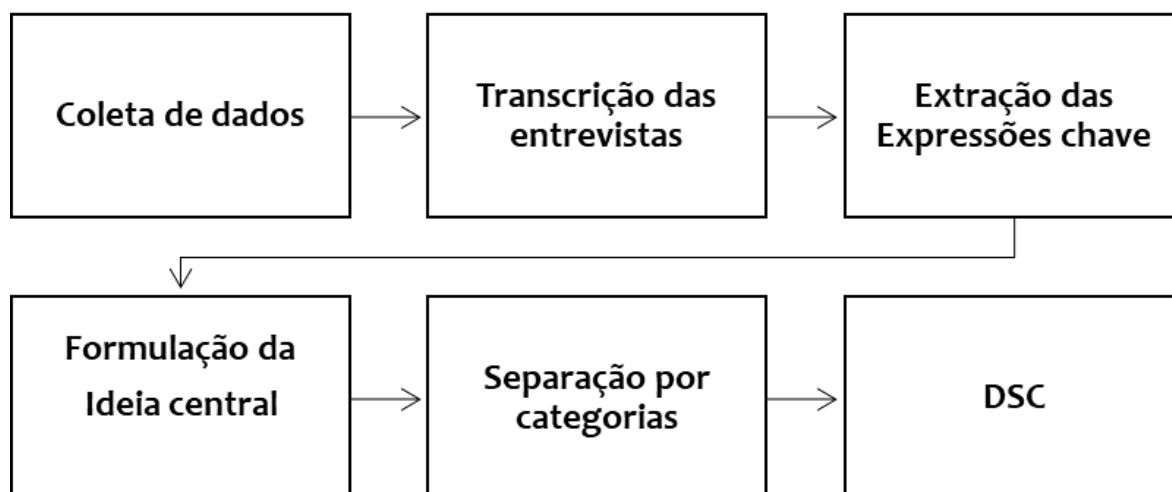 Coleta de dados
Transcrição das
entrevistas
Extração das
Expressões chave
Formulação da
Ideia central
Separação por
categorias
DSC